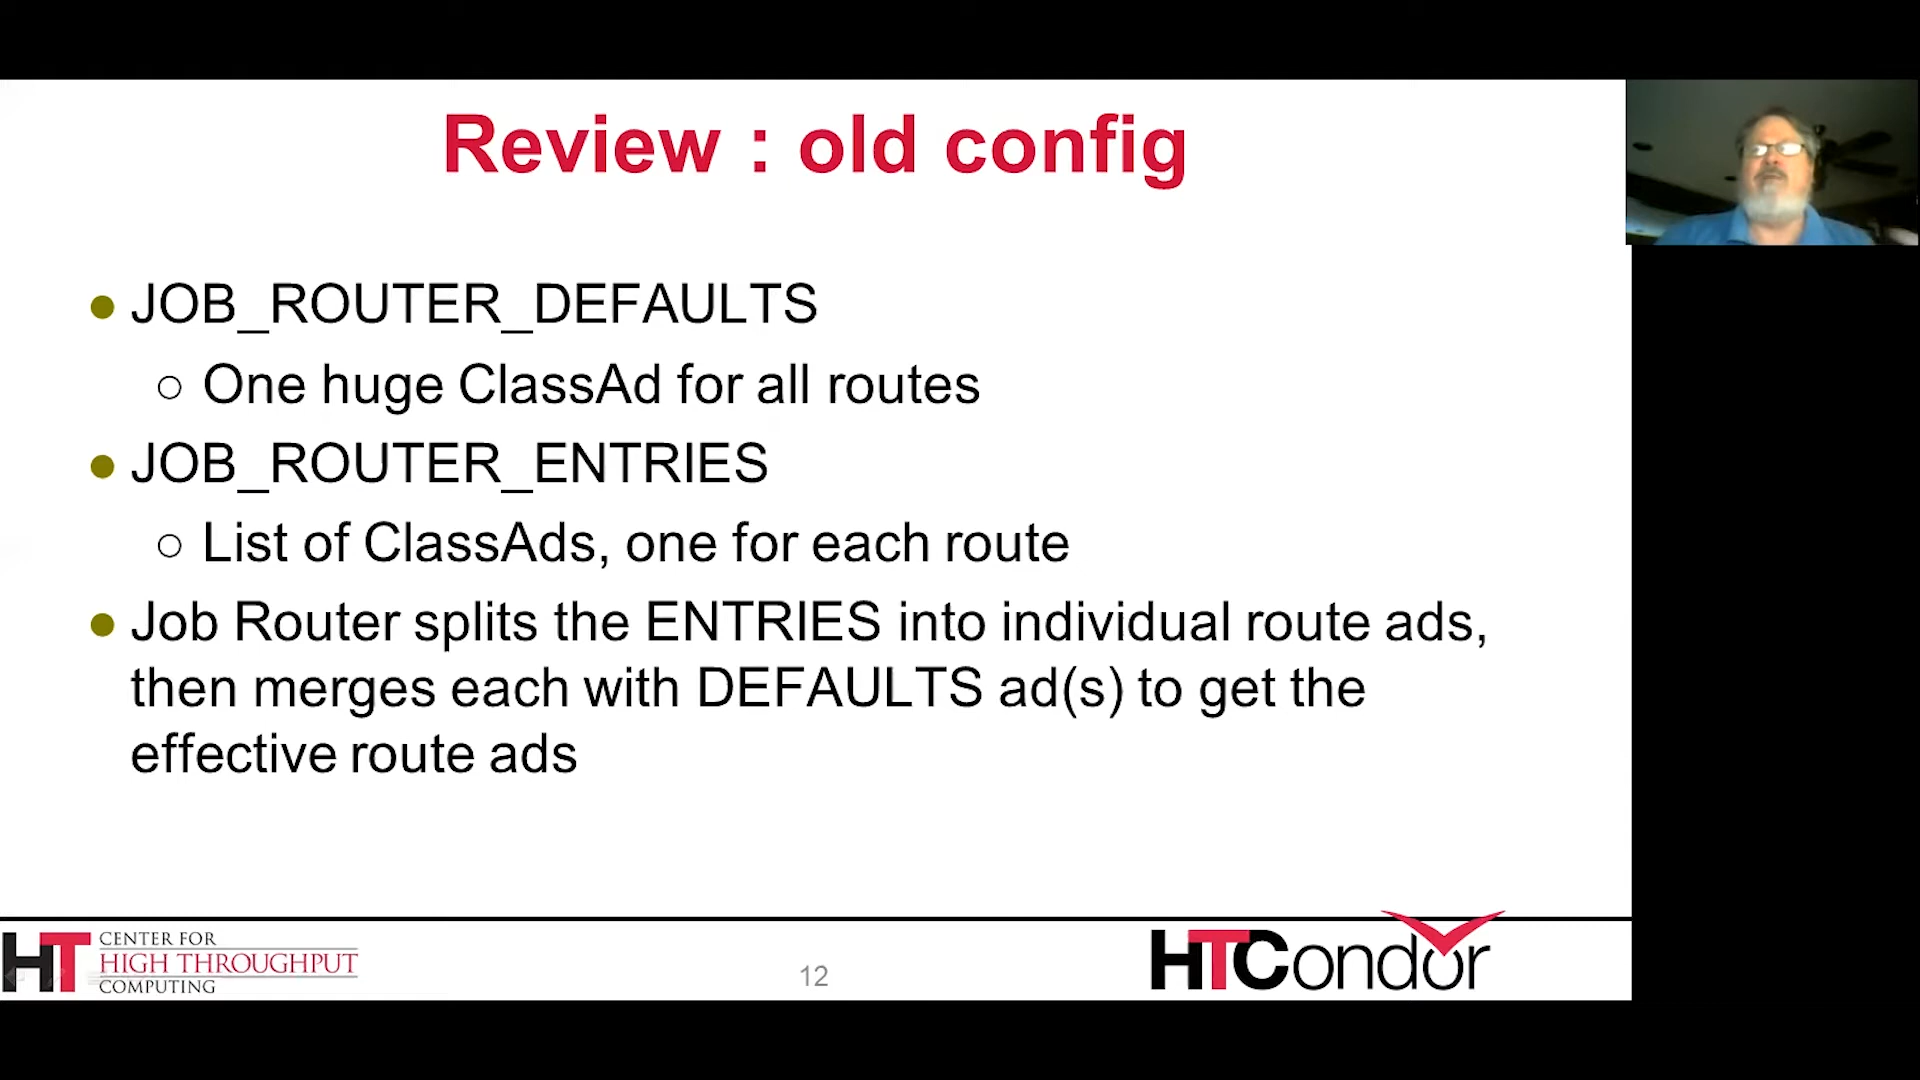 Review : old config
JOB_ROUTER_DEFAULTS
One huge ClassAd for all routes
JOB_ROUTER_ENTRIES
List of ClassAds, one for each route
Job Router splits the ENTRIES into individual route ads,
then merges each with DEFAULTS ad(s) to get the
effective route ads
HT
CENTER FOR
HIGH THROUGHPUT
COMPUTING
12
HTCondor